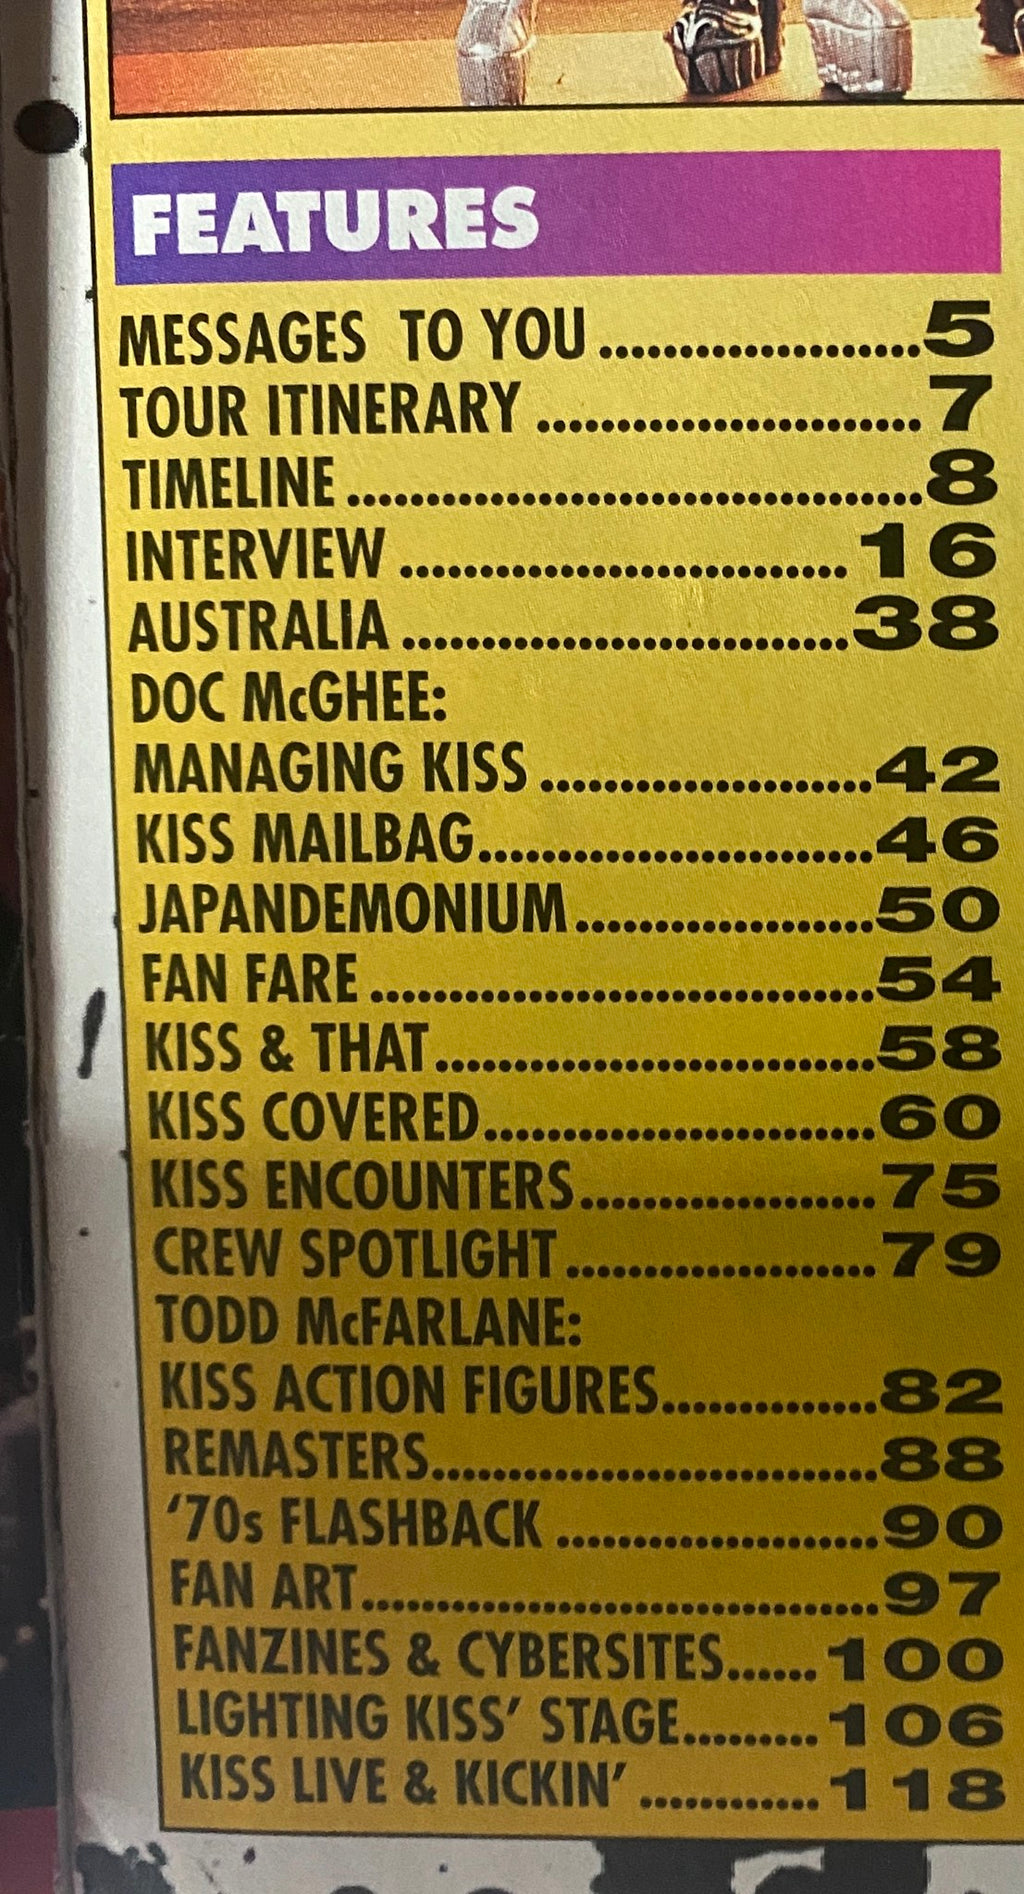 FEATURES
MESSAGES TO YOU...................5
TOUR ITINERARY.......................7
TIMELINE...................................8
INTERVIEW...........................16
AUSTRALIA...........................38
DOC McGHEE:
MANAGING KISS....................42
KISS MAILBAG........................46
JAPANDEMONIUM..................50
FAN FARE...............................54
KISS & THAT...........................58
KISS COVERED........................60
KISS ENCOUNTERS..................75
CREW SPOTLIGHT...................79
TODD McFARLANE:
KISS ACTION FIGURES.............82
REMASTERS...........................88
'70s FLASHBACK....................90
FAN ART................................97
FANZINES & CYBERSITES......100
LIGHTING KISS' STAGE.........106
KISS LIVE & KICKIN'............118